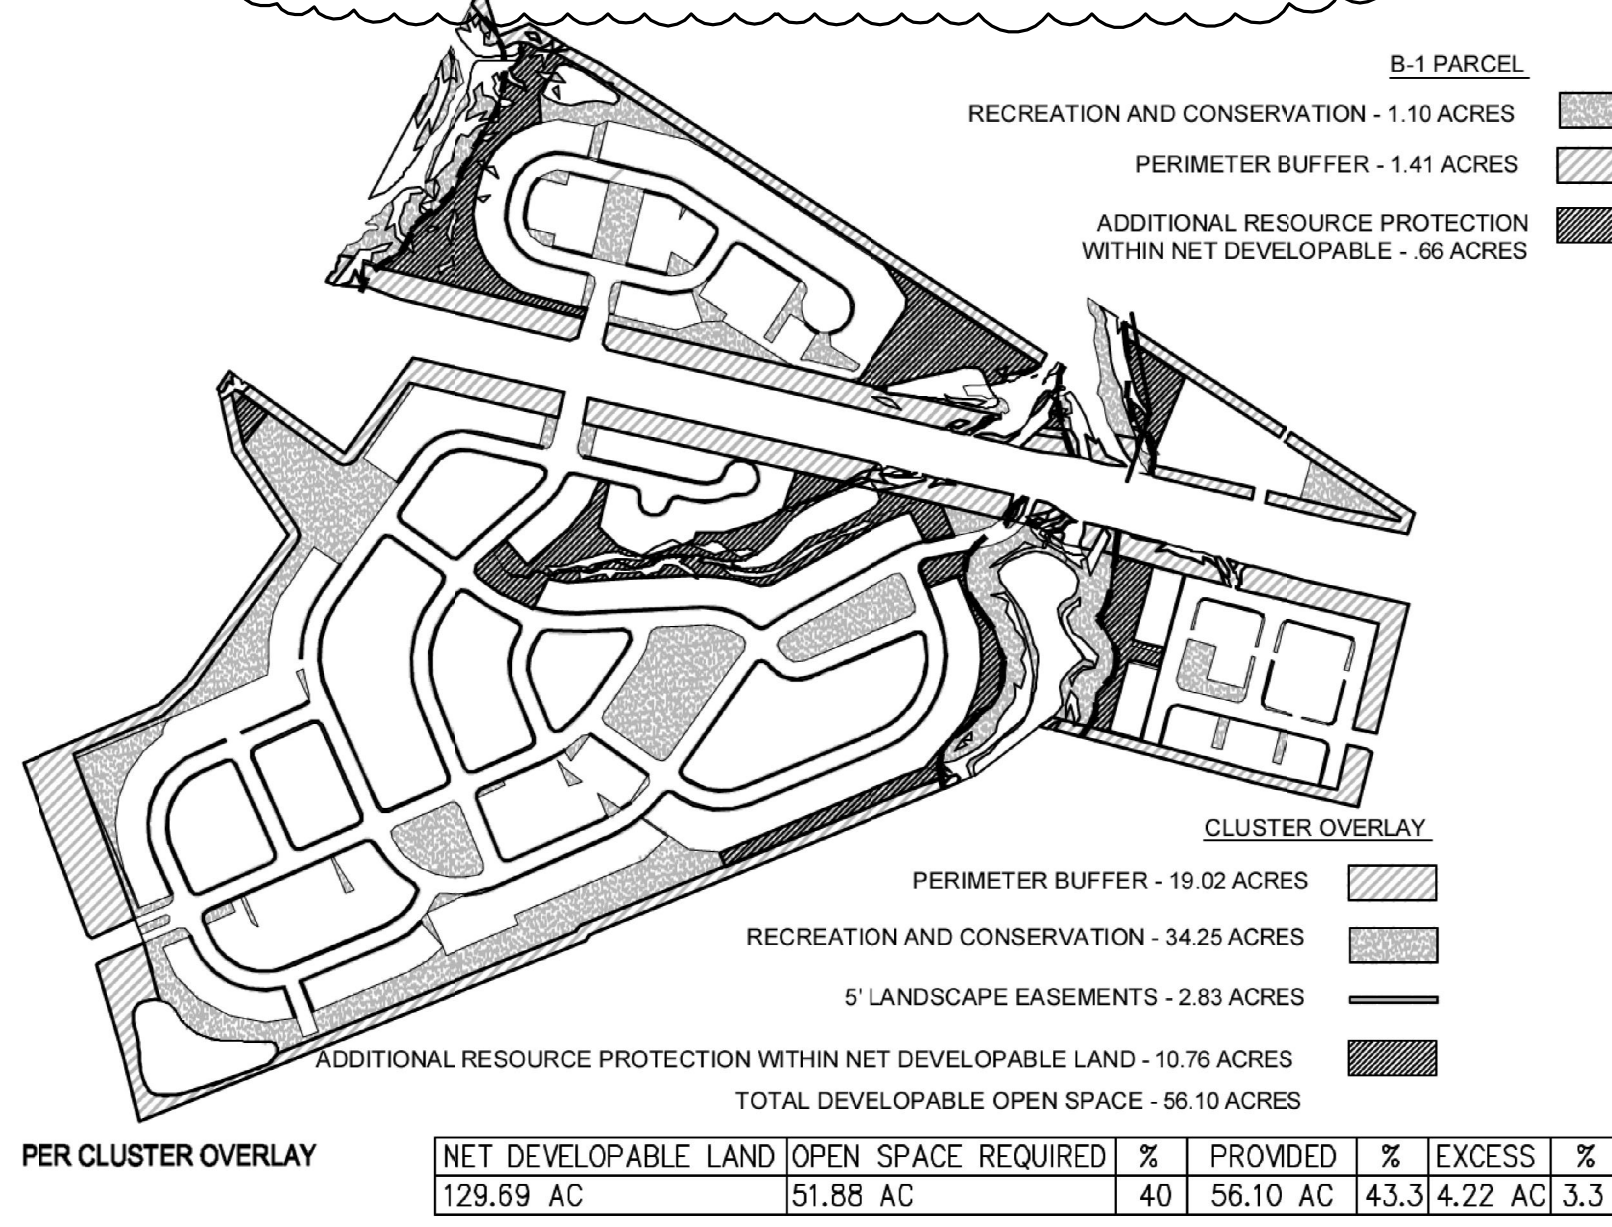 B-1 PARCEL
RECREATION AND CONSERVATION - 1.10 ACRES
PERIMETER BUFFER - 1.41 ACRES
ADDITIONAL RESOURCE PROTECTION
WITHIN NET DEVELOPABLE - .66 ACRES
CLUSTER OVERLAY
PERIMETER BUFFER - 19.02 ACRES
RECREATION AND CONSERVATION - 34.25 ACRES
5' LANDSCAPE EASEMENTS - 2.83 ACRES
ADDITIONAL RESOURCE PROTECTION WITHIN NET DEVELOPABLE LAND - 10.76 ACRES
TOTAL DEVELOPABLE OPEN SPACE - 56.10 ACRES
PER CLUSTER OVERLAY
NET DEVELOPABLE LAND OPEN SPACE REQUIRED % PROVIDED % EXCESS %
129.69 AC 51.88 AC 40 56.10 AC 43.3 4.22 AC 3.3